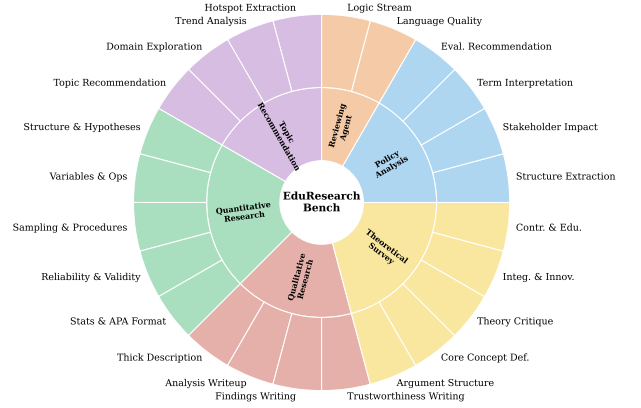 Hotspot Extraction
Logic Stream
Trend Analysis
Language Quality
Domain Exploration
Eval. Recommendation
Topic Recommendation
Term Interpretation
Structure & Hypotheses
Stakeholder Impact
Variables & Ops
Structure Extraction
Sampling & Procedures
Contr. & Edu.
Reliability & Validity
Integ. & Innov.
Stats & APA Format
Theory Critique
Thick Description
Core Concept Def.
Analysis Writeup
Argument Structure
Findings Writing
Trustworthiness Writing
Topic
Recommendation
Reviewing
Agent
Policy
Analysis
Quantitative
Research
EduResearch
Bench
Theoretical
Survey
Qualitative
Research